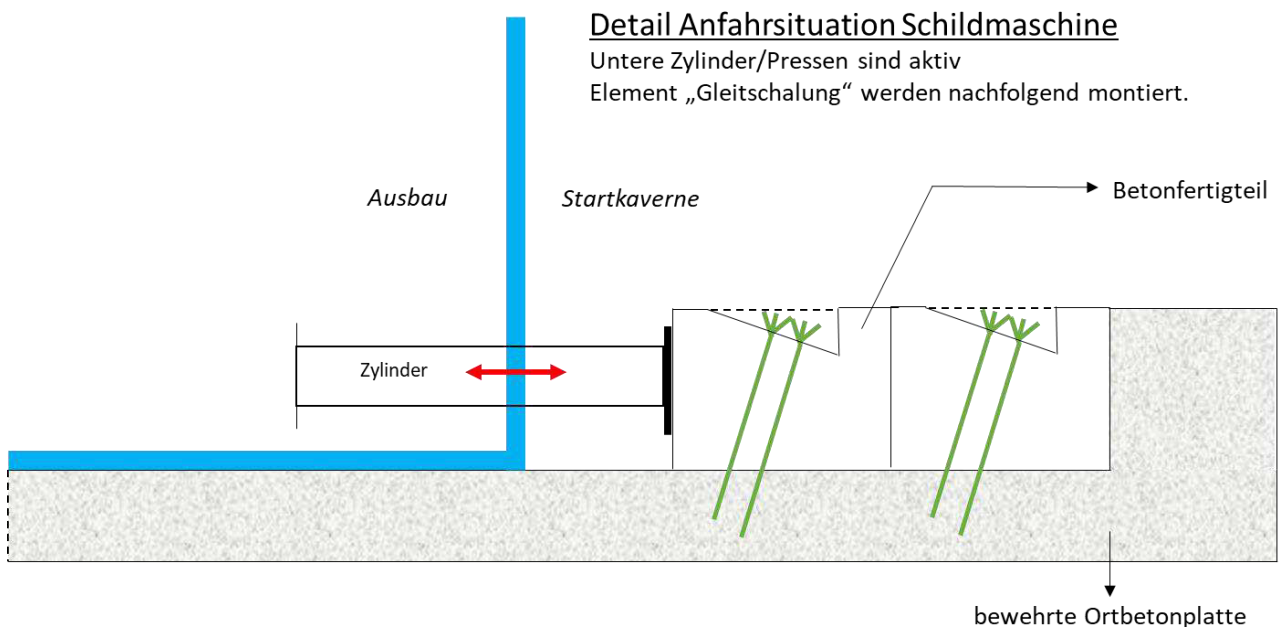 Detail Anfahrsituation Schildmaschine
Untere Zylinder/Pressen sind aktiv
Element „Gleitschalung“ werden nachfolgend montiert.
Ausbau
Startkaverne
Betonfertigteil
Zylinder
bewehrte Ortbetonplatte